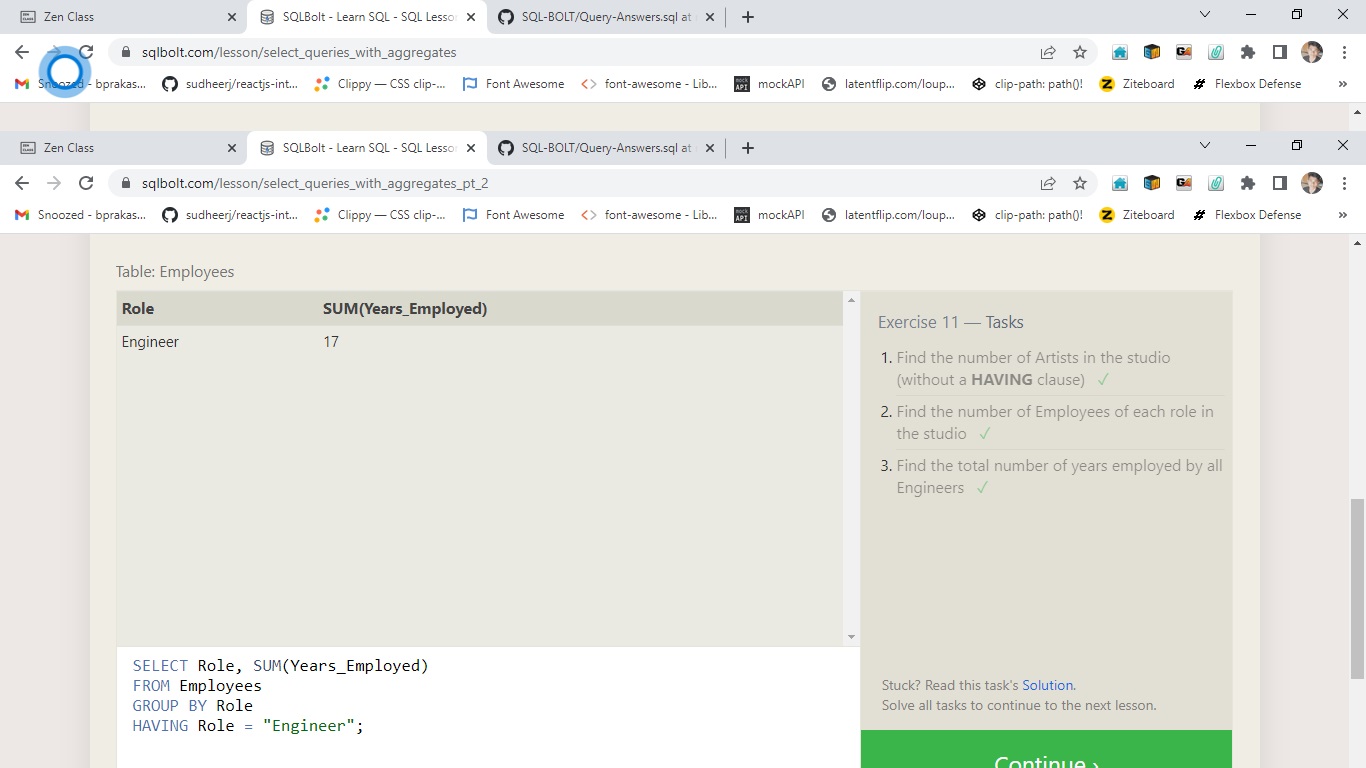 Zen Class
SQLBolt - Learn SQL - SQL Lesson
SQL-BOLT/Query-Answers.sql at
sqlbolt.com/lesson/select_queries_with_aggregates
Snoozed - bprakas...
sudheerj/reactjs-int...
Clippy — CSS clip-...
Font Awesome
font-awesome - Lib...
mock API
mockAPI
latentflip.com/loup...
clip-path: path()!
Ziteboard
Flexbox Defense
»
Zen Class
SQLBolt - Learn SQL - SQL Lesson
SQL-BOLT/Query-Answers.sql at
sqlbolt.com/lesson/select_queries_with_aggregates_pt_2
Snoozed - bprakas...
sudheerj/reactjs-int...
Clippy — CSS clip-...
Font Awesome
font-awesome - Lib...
mock API
mockAPI
latentflip.com/loup...
clip-path: path()!
Ziteboard
Flexbox Defense
»
Table: Employees
Role SUM(Years_Employed)
Engineer 17
Exercise 11 — Tasks
1. Find the number of Artists in the studio
(without a HAVING clause) ✓
2. Find the number of Employees of each role in
the studio ✓
3. Find the total number of years employed by all
Engineers ✓
SELECT Role, SUM(Years_Employed)
FROM Employees
GROUP BY Role
HAVING Role = "Engineer";
Stuck? Read this task's Solution.
Solve all tasks to continue to the next lesson.
Continue ›